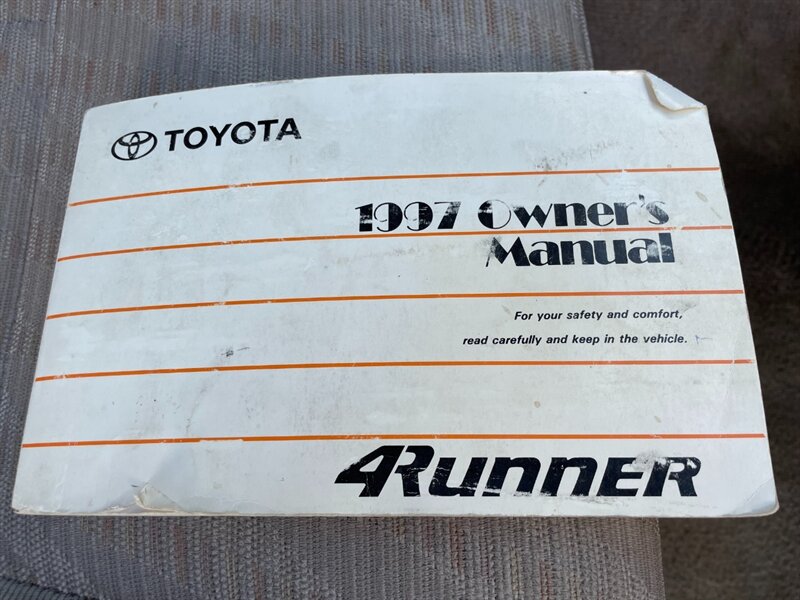 TOYOTA
1997 Owner's
Manual
For your safety and comfort,
read carefully and keep in the vehicle.
4Runner